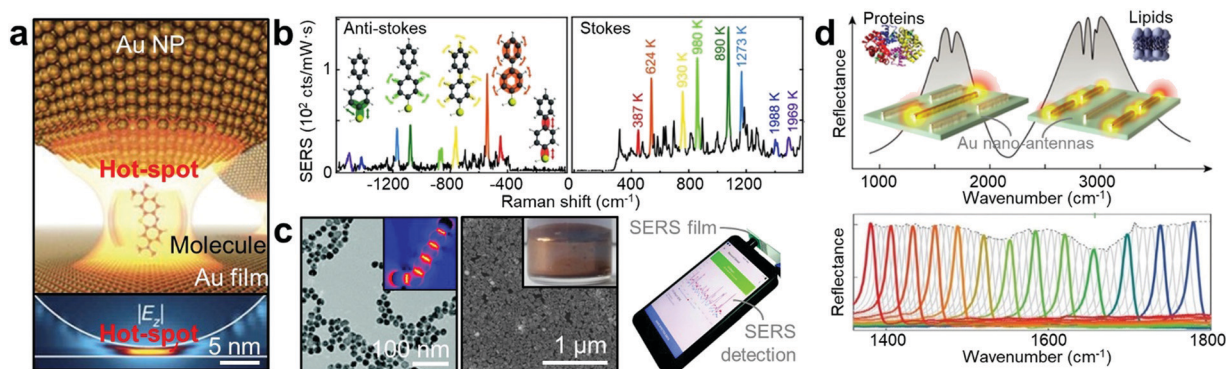 a
Au NP
Hot-spot
Molecule
Au film
|E_z|
Hot-spot
5 nm
b
SERS (10² cts/mW·s)
1
0
Anti-stokes
-1200
-800
-400
Stokes
387 K
624 K
930 K
980 K
890 K
1273 K
1988 K
1969 K
0
400
800
1200
1600
Raman shift (cm⁻¹)
c
100 nm
1 µm
SERS film
SERS
detection
d
Proteins
Lipids
Reflectance
Au nano-antennas
1000
2000
3000
Wavenumber (cm⁻¹)
Reflectance
1400
1600
1800
Wavenumber (cm⁻¹)